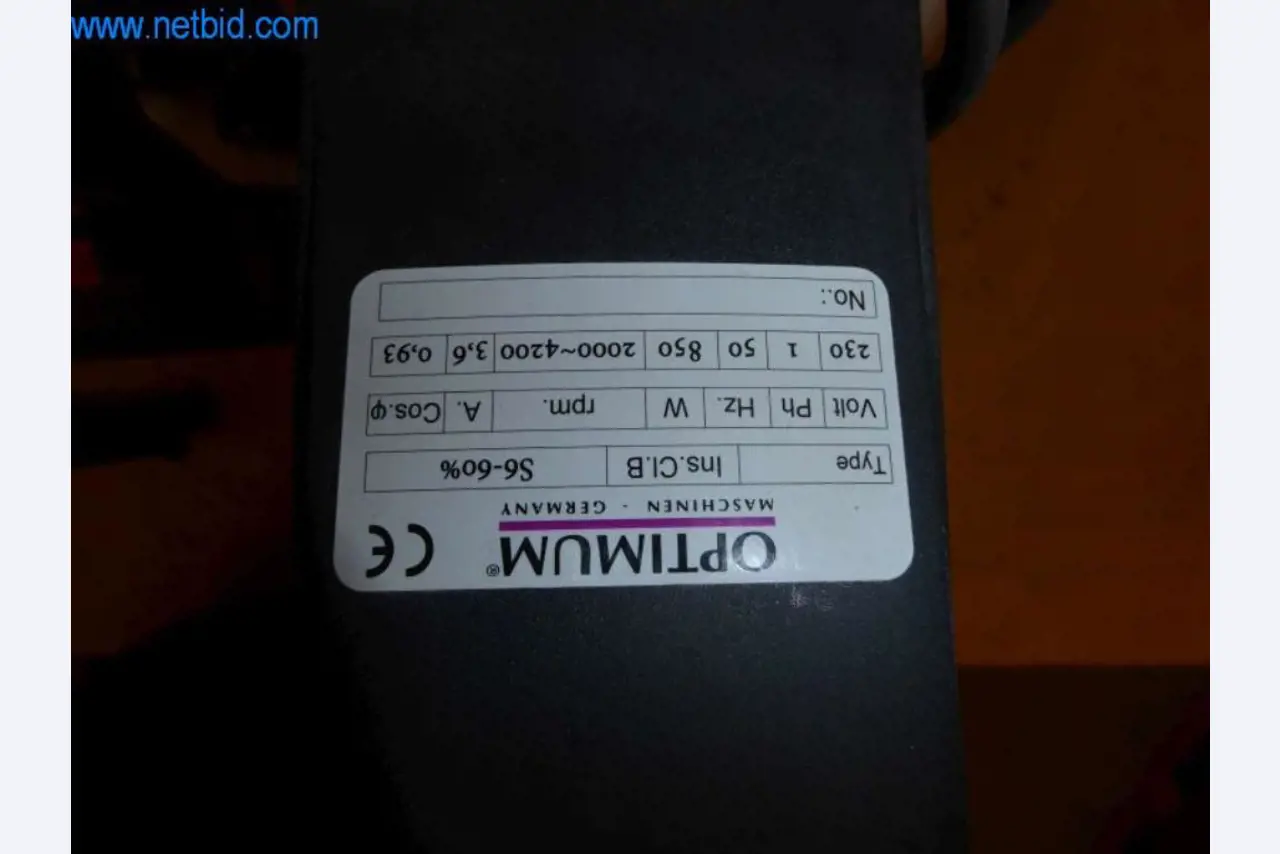 www.netbid.com
OPTIMUM®
MASCHINEN - GERMANY
CE
Type Ins.Cl.B S6-60%
Volt Ph Hz. W rpm. A. Cos.φ
230 1 50 850 2000~4200 3,6 0,93
No.: